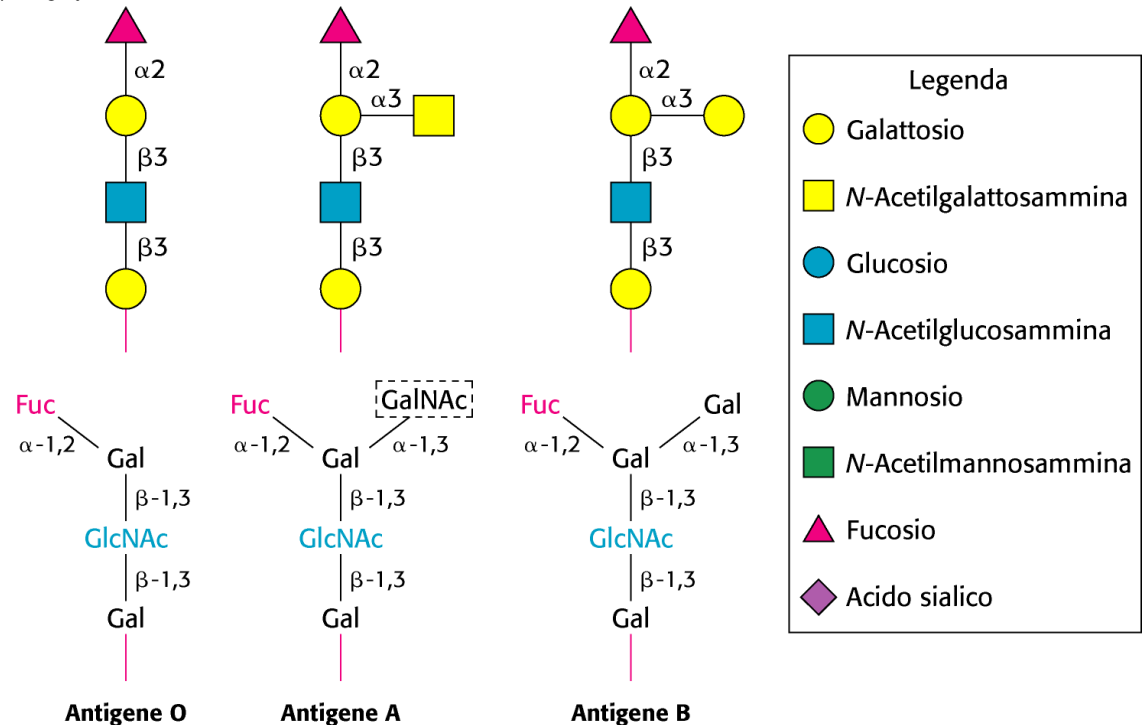 α2
β3
β3
α2
α3
β3
β3
α2
α3
β3
β3
Fuc
α-1,2
Gal
β-1,3
GlcNAc
β-1,3
Gal
Antigene O
Fuc
GalNAc
α-1,2
α-1,3
Gal
β-1,3
GlcNAc
β-1,3
Gal
Antigene A
Fuc
Gal
α-1,2
α-1,3
Gal
β-1,3
GlcNAc
β-1,3
Gal
Antigene B
Legenda
Galattosio
N-Acetilgalattosammina
Glucosio
N-Acetilglucosammina
Mannosio
N-Acetilmannosammina
Fucosio
Acido sialico